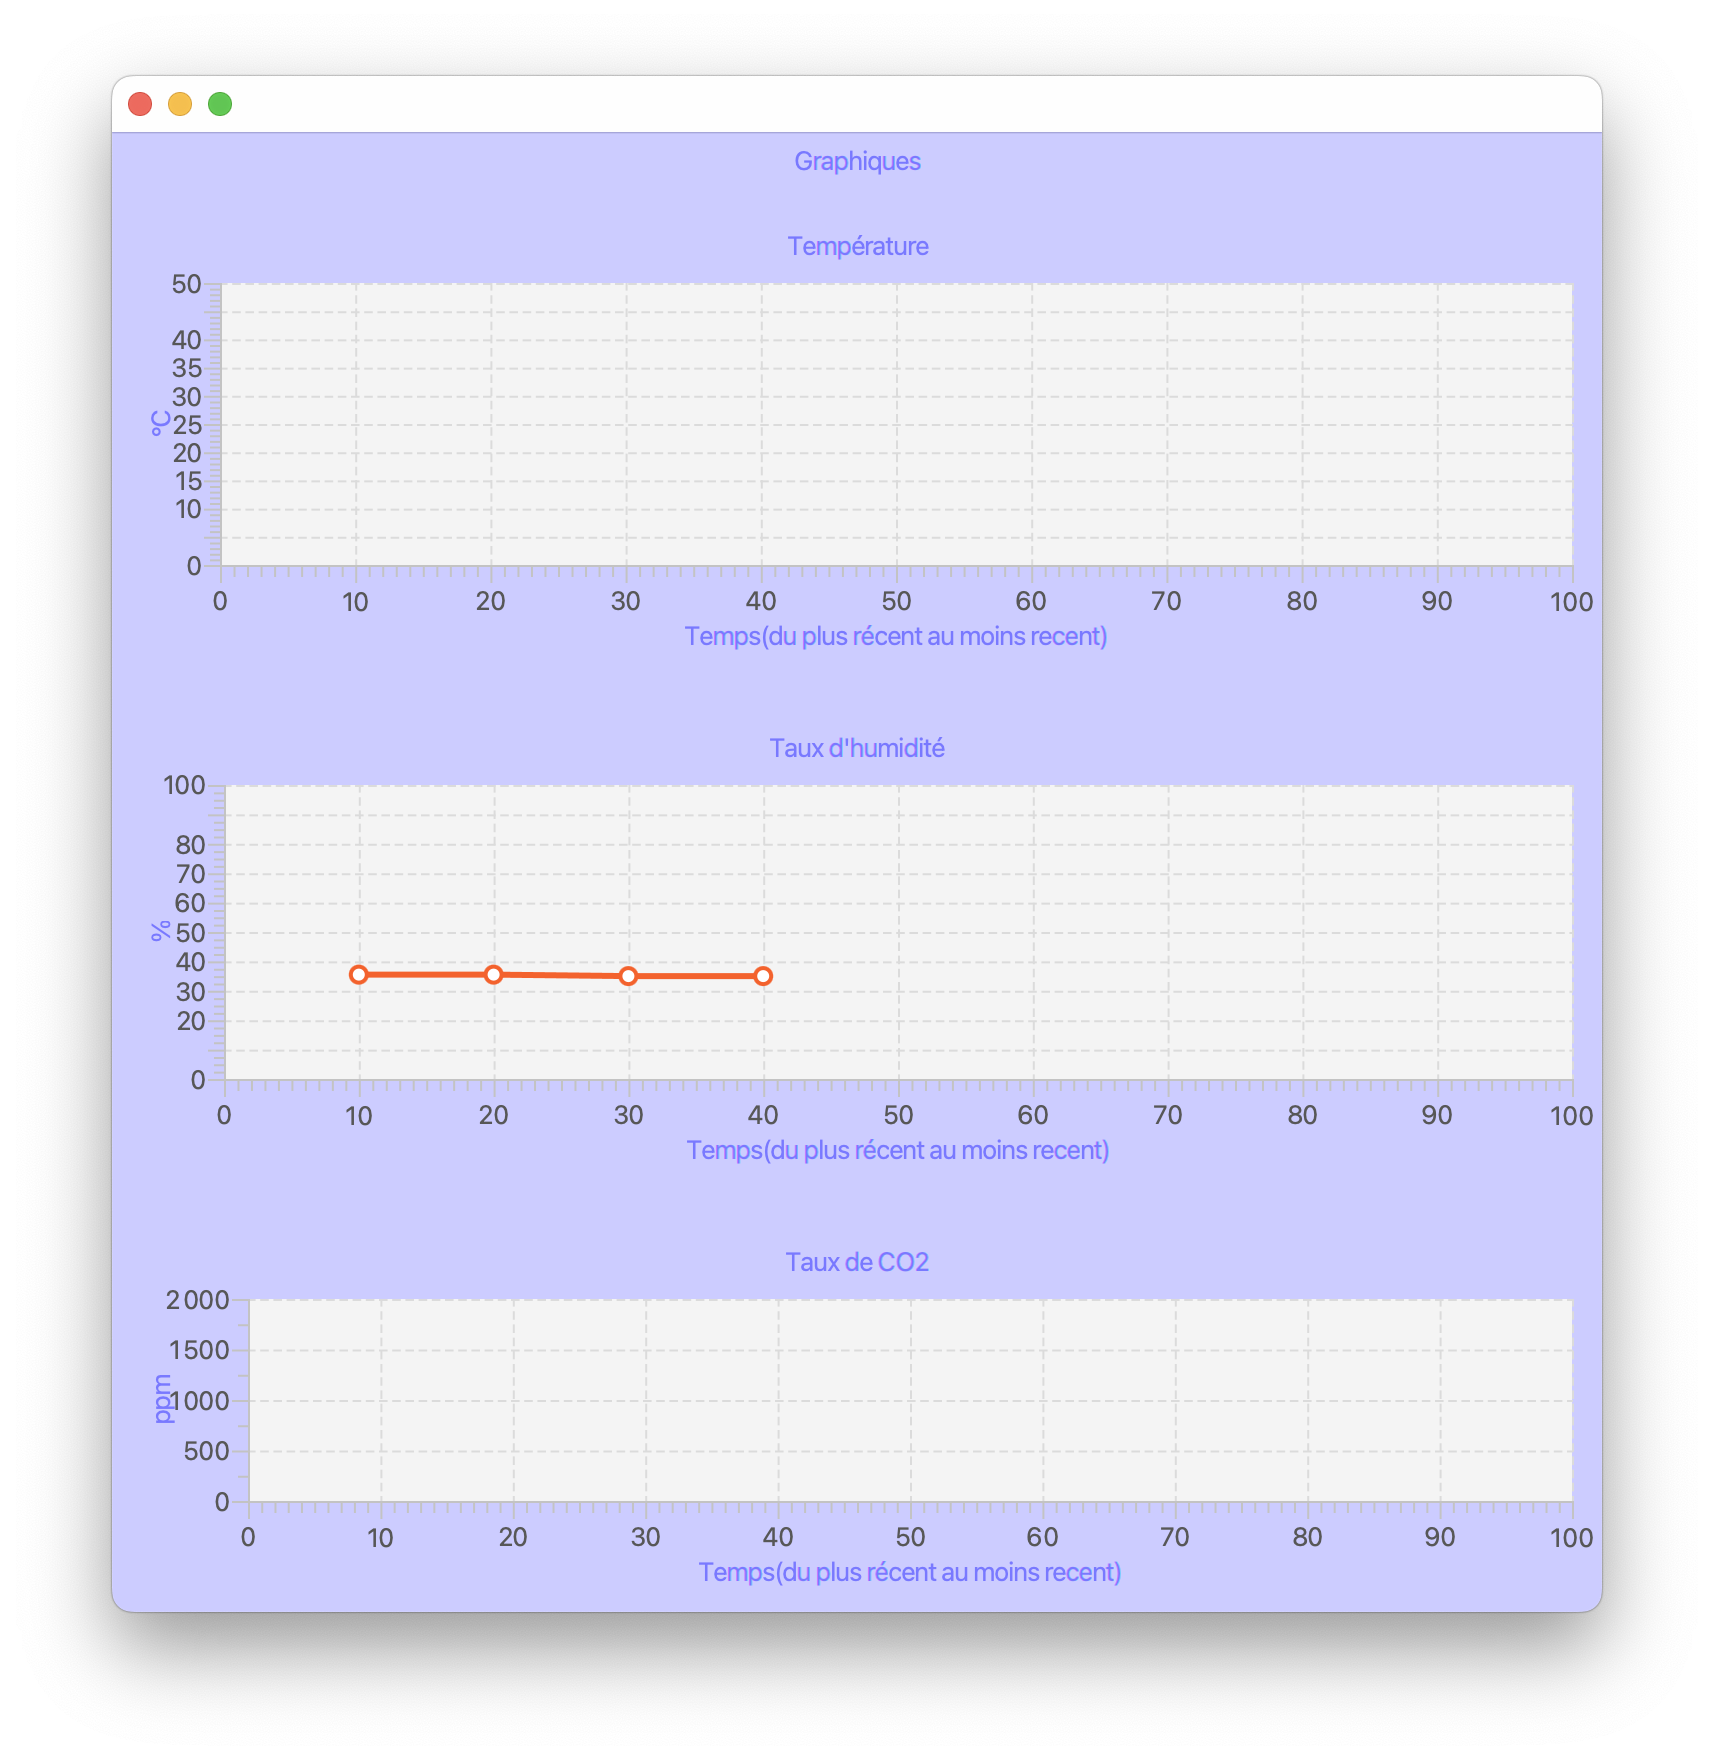 Graphiques
Température
50
40
35
30
25
20
15
10
0
°C
0 10 20 30 40 50 60 70 80 90 100
Temps(du plus récent au moins recent)
Taux d'humidité
100
80
70
60
50
40
30
20
0
%
0 10 20 30 40 50 60 70 80 90 100
Temps(du plus récent au moins recent)
Taux de CO2
2 000
1 500
1 000
500
0
ppm
0 10 20 30 40 50 60 70 80 90 100
Temps(du plus récent au moins recent)